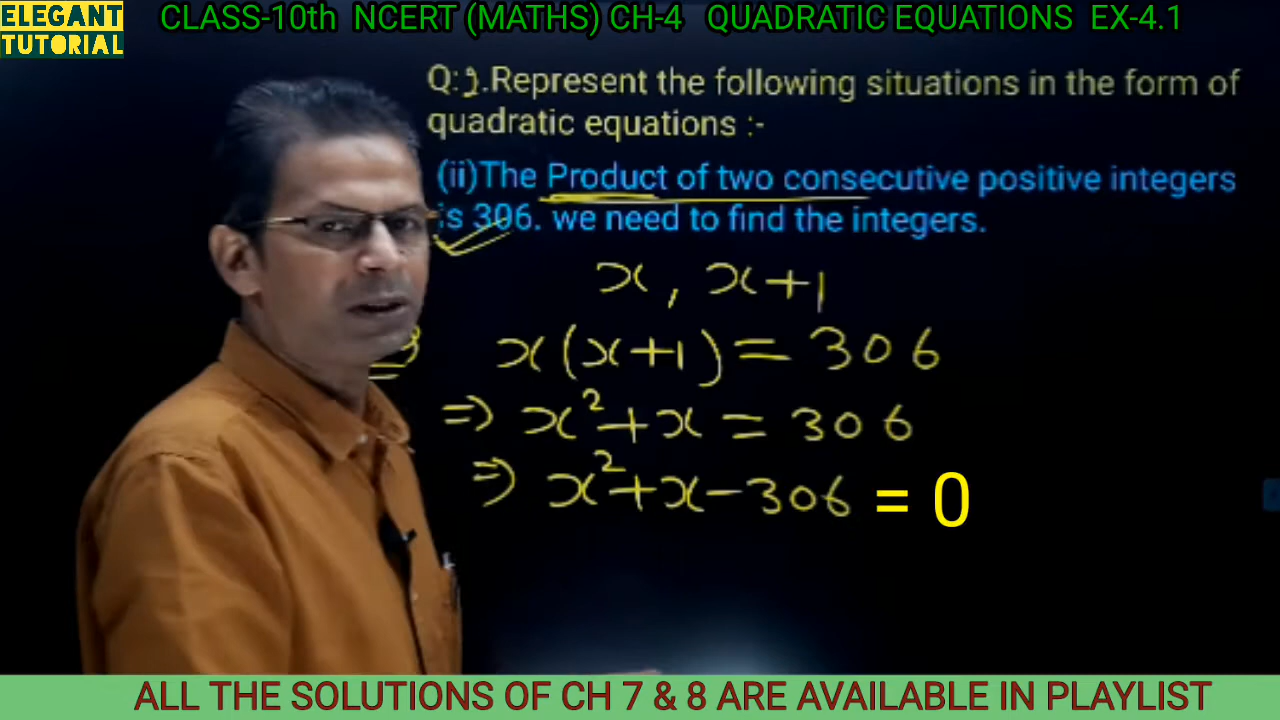 ELEGANT
TUTORIAL
CLASS-10th NCERT (MATHS) CH-4 QUADRATIC EQUATIONS EX-4.1
Q:2.Represent the following situations in the form of
quadratic equations :-
(ii)The Product of two consecutive positive integers
is 306. we need to find the integers.
x, x+1
x(x+1) = 306
⇒ x²+x = 306
⇒ x²+x-306 = 0
ALL THE SOLUTIONS OF CH 7 & 8 ARE AVAILABLE IN PLAYLIST